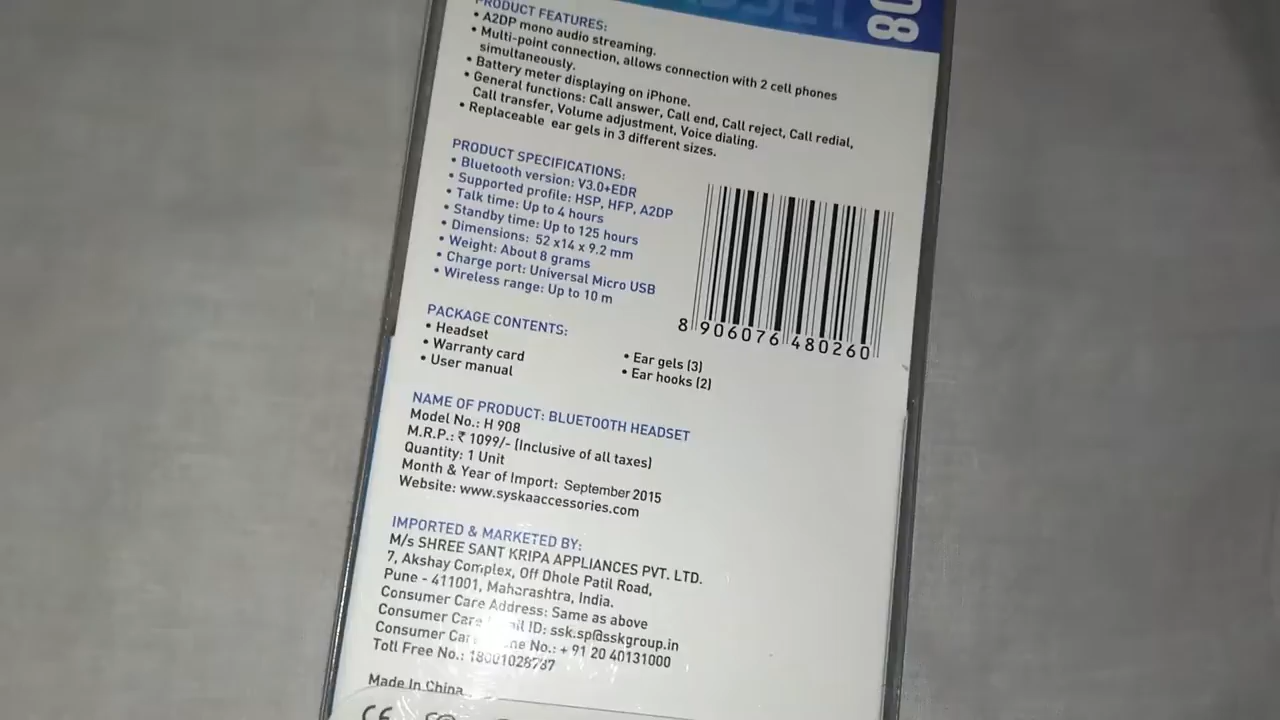 08
PRODUCT FEATURES:
• A2DP mono audio streaming.
• Multi-point connection, allows connection with 2 cell phones
simultaneously.
• Battery meter displaying on iPhone.
• General functions: Call answer, Call end, Call reject, Call redial,
Call transfer, Volume adjustment, Voice dialing.
• Replaceable ear gels in 3 different sizes.
PRODUCT SPECIFICATIONS:
• Bluetooth version: V3.0+EDR
• Supported profile: HSP, HFP, A2DP
• Talk time: Up to 4 hours
• Standby time: Up to 125 hours
• Dimensions: 52 x14 x 9.2 mm
• Weight: About 8 grams
• Charge port: Universal Micro USB
• Wireless range: Up to 10 m
8 906076 480260
PACKAGE CONTENTS:
• Headset
• Warranty card
• User manual
• Ear gels (3)
• Ear hooks (2)
NAME OF PRODUCT: BLUETOOTH HEADSET
Model No.: H 908
M.R.P.: ₹ 1099/- (Inclusive of all taxes)
Quantity: 1 Unit
Month & Year of Import: September 2015
Website: www.syskaaccessories.com
IMPORTED & MARKETED BY:
M/s SHREE SANT KRIPA APPLIANCES PVT. LTD.
7, Akshay Complex, Off Dhole Patil Road,
Pune - 411001, Maharashtra, India.
Consumer Care Address: Same as above
Consumer Care ID: ssk.sp@sskgroup.in
Consumer Care No.: + 91 20 40131000
Toll Free No.: 18001028787
Made In China
CE